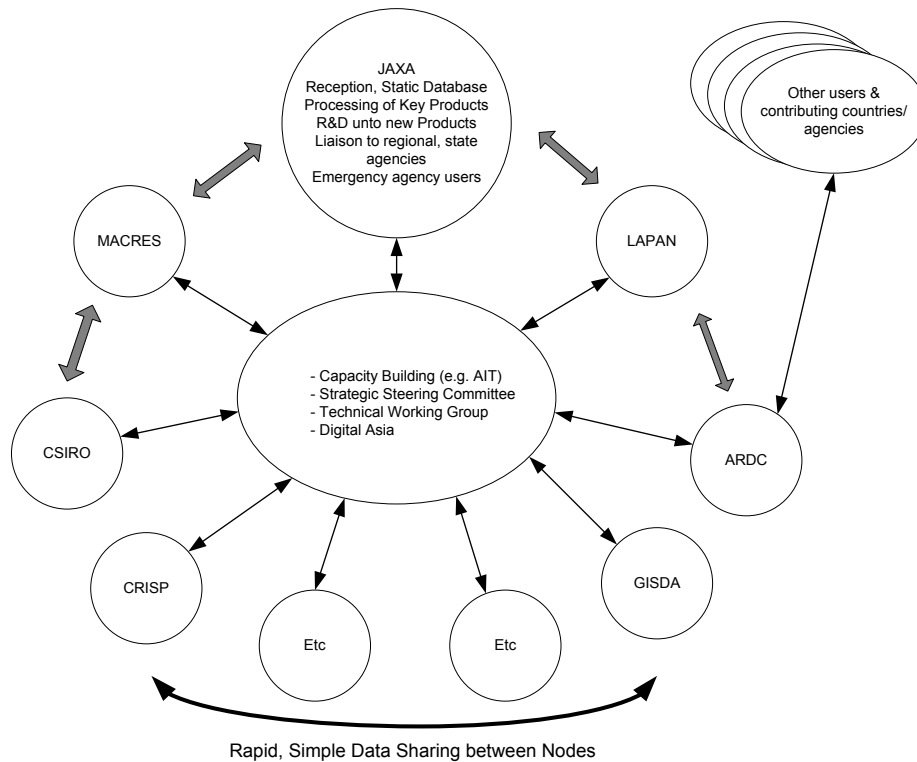 JAXA
Reception, Static Database
Processing of Key Products
R&D unto new Products
Liaison to regional, state
agencies
Emergency agency users
Other users &
contributing countries/
agencies
MACRES
LAPAN
- Capacity Building (e.g. AIT)
- Strategic Steering Committee
- Technical Working Group
- Digital Asia
CSIRO
ARDC
CRISP
GISDA
Etc
Etc
Rapid, Simple Data Sharing between Nodes